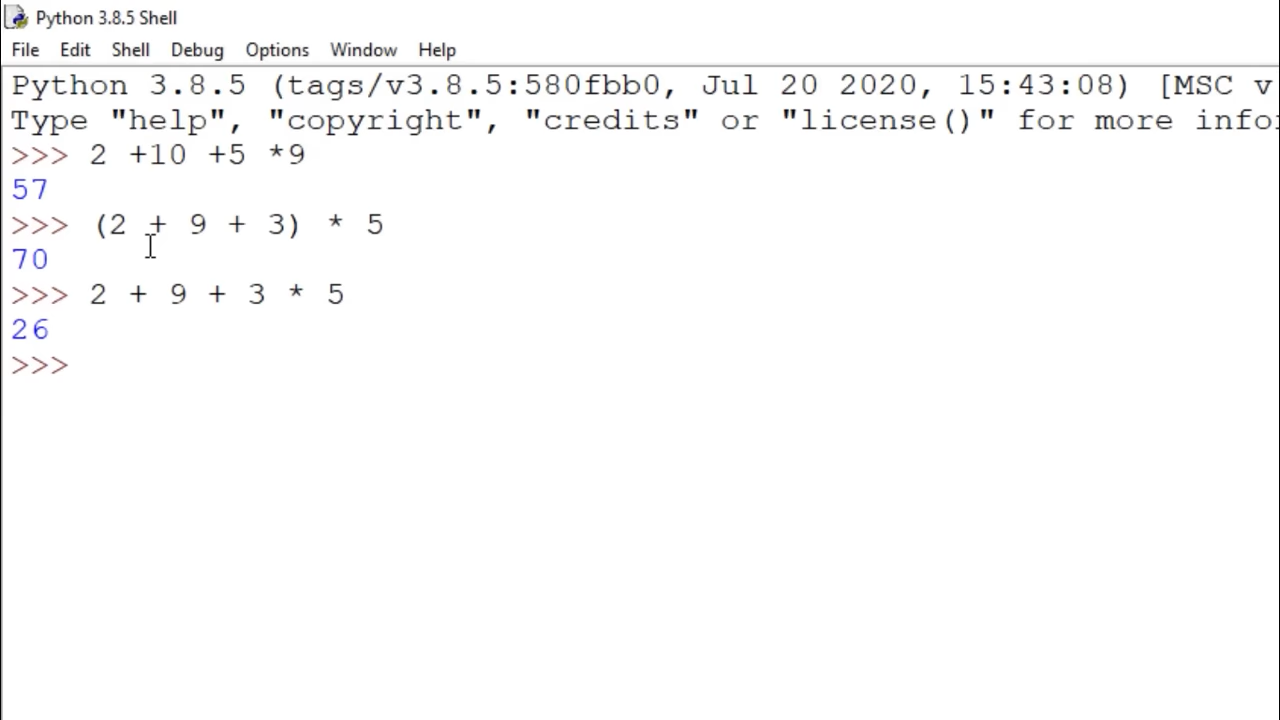 Python 3.8.5 Shell
File Edit Shell Debug Options Window Help
Python 3.8.5 (tags/v3.8.5:580fbb0, Jul 20 2020, 15:43:08) [MSC v
Type "help", "copyright", "credits" or "license()" for more info
>>> 2 +10 +5 *9
57
>>> (2 + 9 + 3) * 5
70
>>> 2 + 9 + 3 * 5
26
>>>